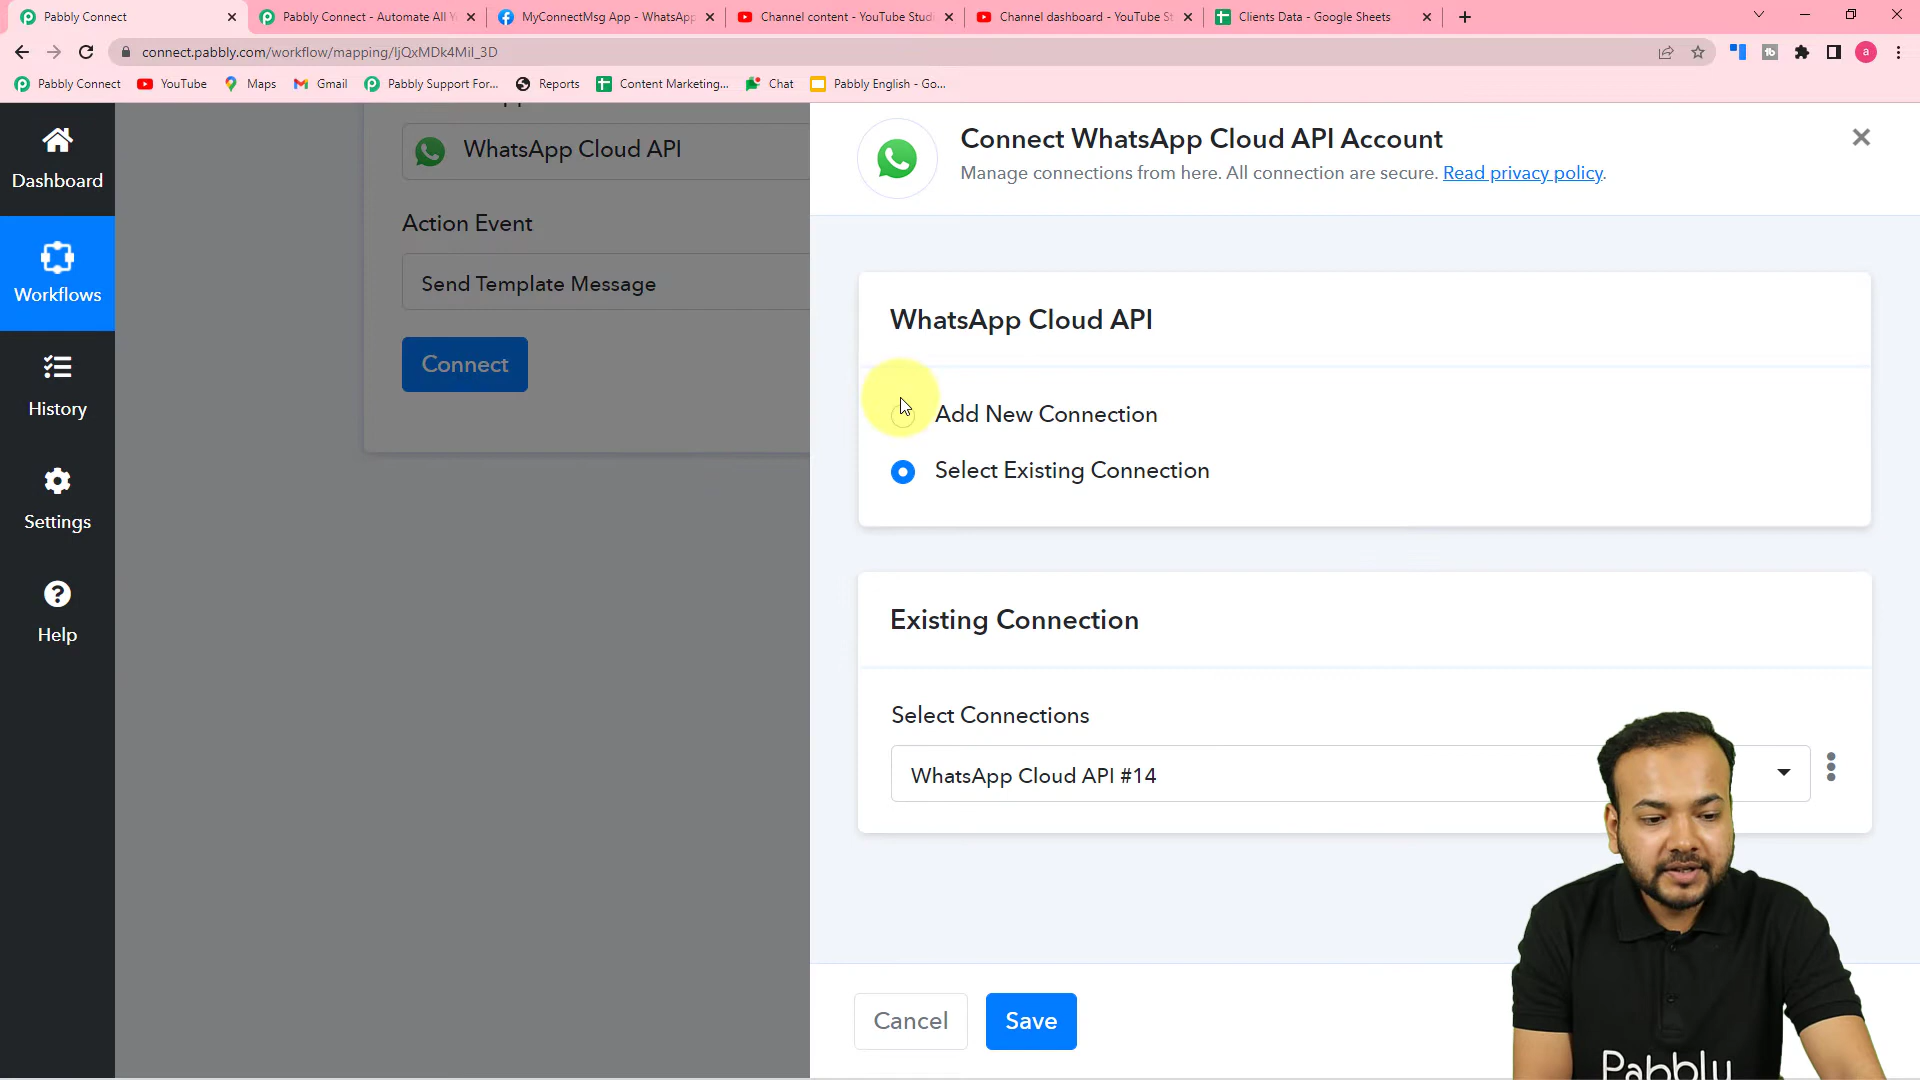 Pabbly Connect
Pabbly Connect - Automate All Y
MyConnectMsg App - WhatsApp
Channel content - YouTube Studi
Channel dashboard - YouTube St
Clients Data - Google Sheets
connect.pabbly.com/workflow/mapping/IjQxMDk4MiI_3D
Pabbly Connect
YouTube
Maps
Gmail
Pabbly Support For...
Reports
Content Marketing...
Chat
Pabbly English - Go...
Dashboard
Workflows
History
Settings
Help
WhatsApp Cloud API
Action Event
Send Template Message
Connect
Connect WhatsApp Cloud API Account
Manage connections from here. All connection are secure. Read privacy policy.
WhatsApp Cloud API
Add New Connection
Select Existing Connection
Existing Connection
Select Connections
WhatsApp Cloud API #14
Cancel
Save
Pabbly